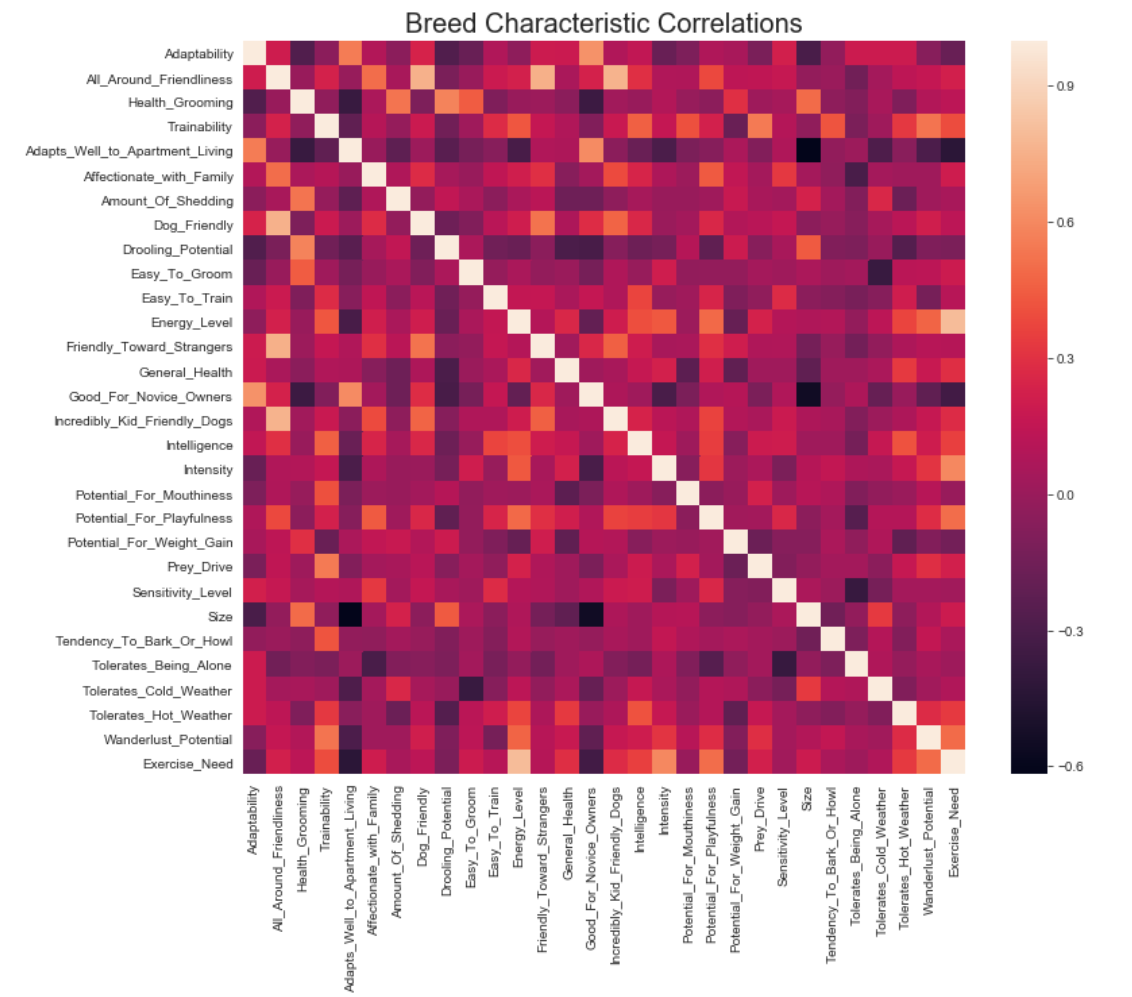 Breed Characteristic Correlations
Adaptability
All_Around_Friendliness
Health_Grooming
Trainability
Adapts_Well_to_Apartment_Living
Affectionate_with_Family
Amount_Of_Shedding
Dog_Friendly
Drooling_Potential
Easy_To_Groom
Easy_To_Train
Energy_Level
Friendly_Toward_Strangers
General_Health
Good_For_Novice_Owners
Incredibly_Kid_Friendly_Dogs
Intelligence
Intensity
Potential_For_Mouthiness
Potential_For_Playfulness
Potential_For_Weight_Gain
Prey_Drive
Sensitivity_Level
Size
Tendency_To_Bark_Or_Howl
Tolerates_Being_Alone
Tolerates_Cold_Weather
Tolerates_Hot_Weather
Wanderlust_Potential
Exercise_Need
Adaptability
All_Around_Friendliness
Health_Grooming
Trainability
Adapts_Well_to_Apartment_Living
Affectionate_with_Family
Amount_Of_Shedding
Dog_Friendly
Drooling_Potential
Easy_To_Groom
Easy_To_Train
Energy_Level
Friendly_Toward_Strangers
General_Health
Good_For_Novice_Owners
Incredibly_Kid_Friendly_Dogs
Intelligence
Intensity
Potential_For_Mouthiness
Potential_For_Playfulness
Potential_For_Weight_Gain
Prey_Drive
Sensitivity_Level
Size
Tendency_To_Bark_Or_Howl
Tolerates_Being_Alone
Tolerates_Cold_Weather
Tolerates_Hot_Weather
Wanderlust_Potential
Exercise_Need
0.9
0.6
0.3
0.0
−0.3
−0.6